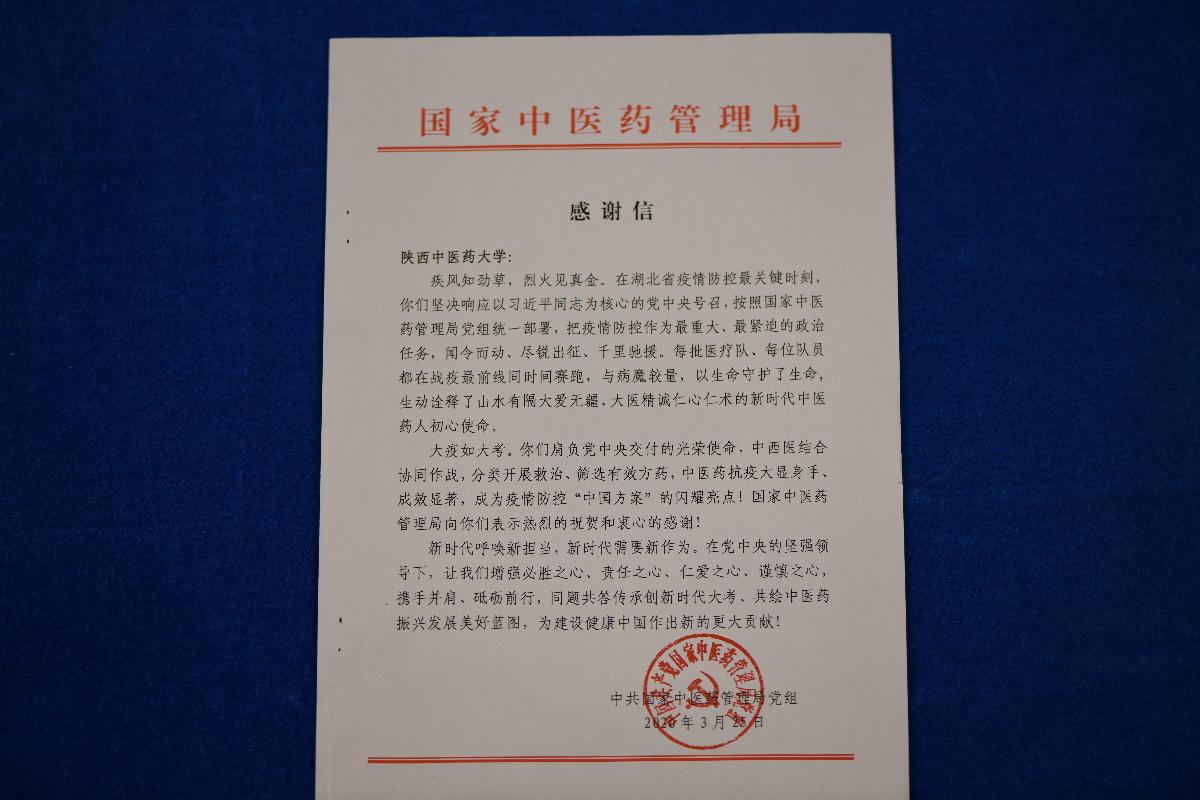 国家中医药管理局
感谢信
陕西中医药大学：
疾风知劲草，烈火见真金。在湖北省疫情防控最关键时刻，
你们坚决响应以习近平同志为核心的党中央号召，按照国家中医
药管理局党组统一部署，把疫情防控作为最重大、最紧迫的政治
任务，闻令而动、尽锐出征、千里驰援。每批医疗队、每位队员
都在战疫最前线同时间赛跑，与病魔较量，以生命守护了生命，
生动诠释了山水有隔大爱无疆、大医精诚仁心仁术的新时代中医
药人初心使命。
大疫如大考。你们肩负党中央交付的光荣使命，中西医结合
协同作战，分类开展救治、筛选有效方药，中医药抗疫大显身手、
成效显著，成为疫情防控“中国方案”的闪耀亮点！国家中医药
管理局向你们表示热烈的祝贺和衷心的感谢！
新时代呼唤新担当，新时代需要新作为。在党中央的坚强领
导下，让我们增强必胜之心、责任之心、仁爱之心、谨慎之心，
携手并肩、砥砺前行，同题共答传承创新时代大考，共绘中医药
振兴发展美好蓝图，为建设健康中国作出新的更大贡献！
中共国家中医药管理局党组
2020年3月25日
中国共产党国家中医药管理局党组